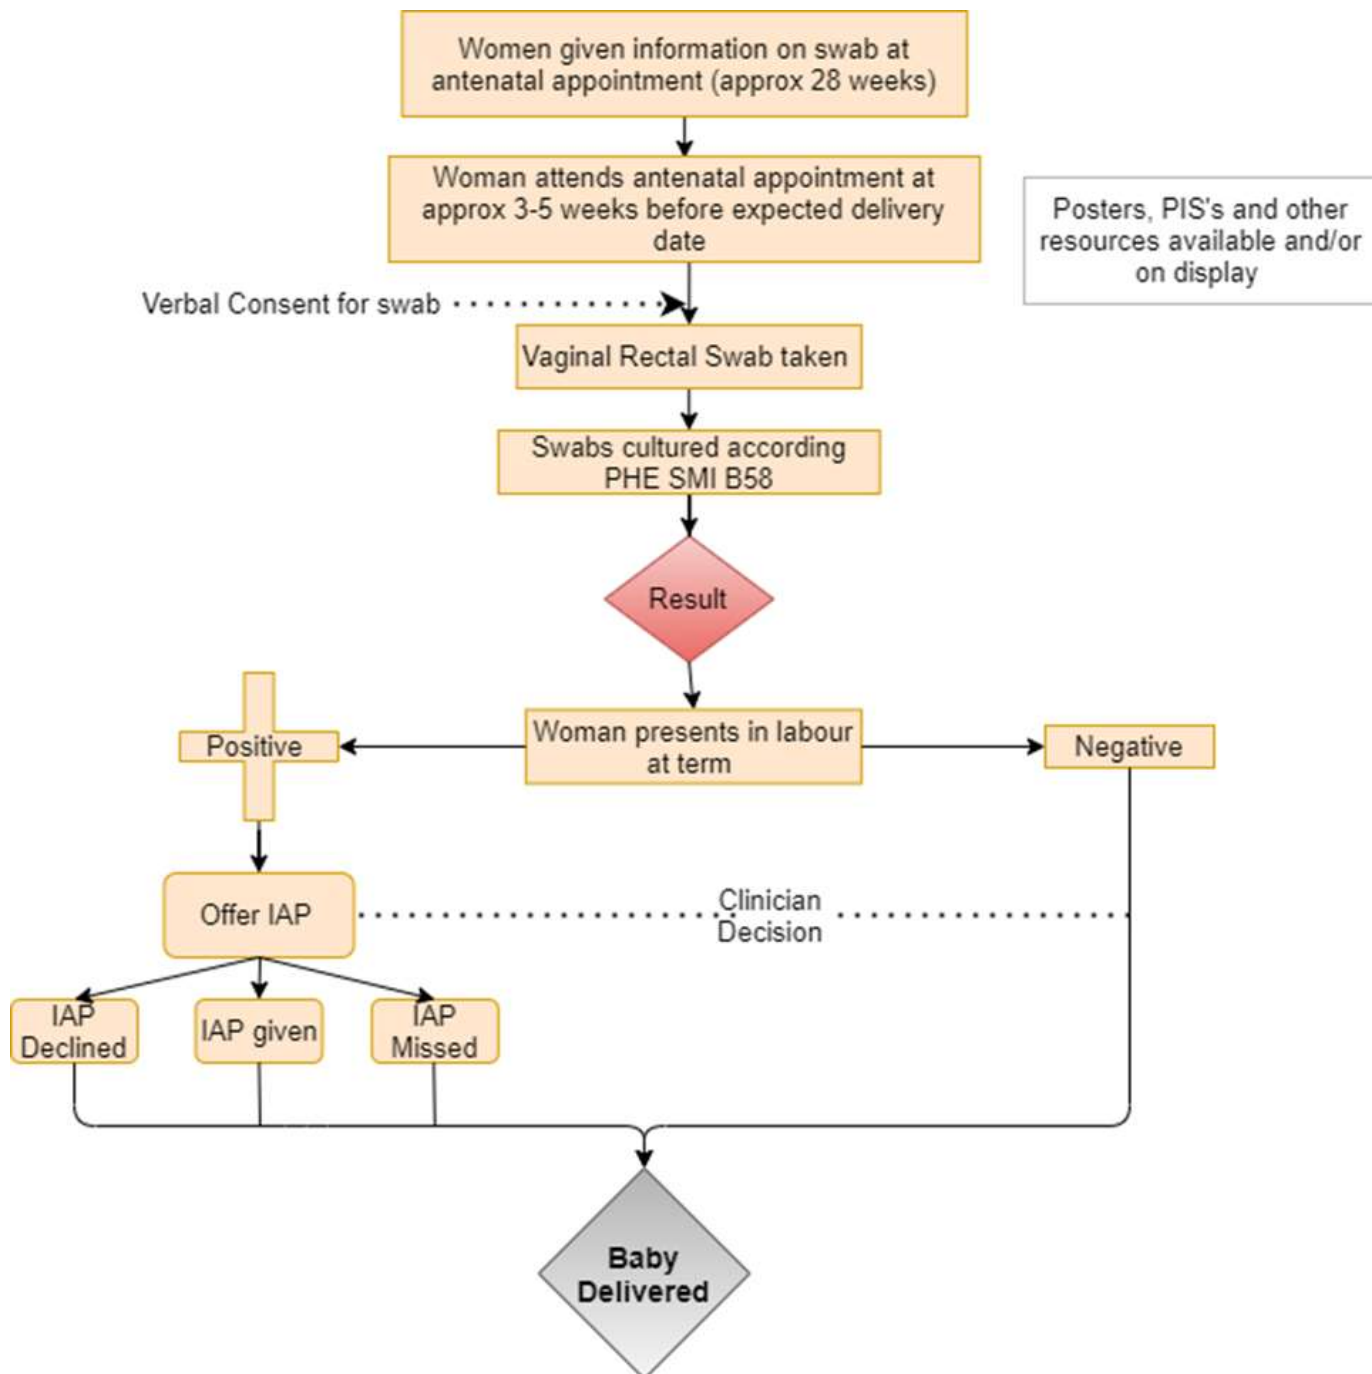 Women given information on swab at
antenatal appointment (approx 28 weeks)
Woman attends antenatal appointment at
approx 3-5 weeks before expected delivery
date
Posters, PIS's and other
resources available and/or
on display
Verbal Consent for swab
Vaginal Rectal Swab taken
Swabs cultured according
PHE SMI B58
Result
Positive
Woman presents in labour
at term
Negative
Offer IAP
Clinician
Decision
IAP
Declined
IAP given
IAP
Missed
Baby
Delivered